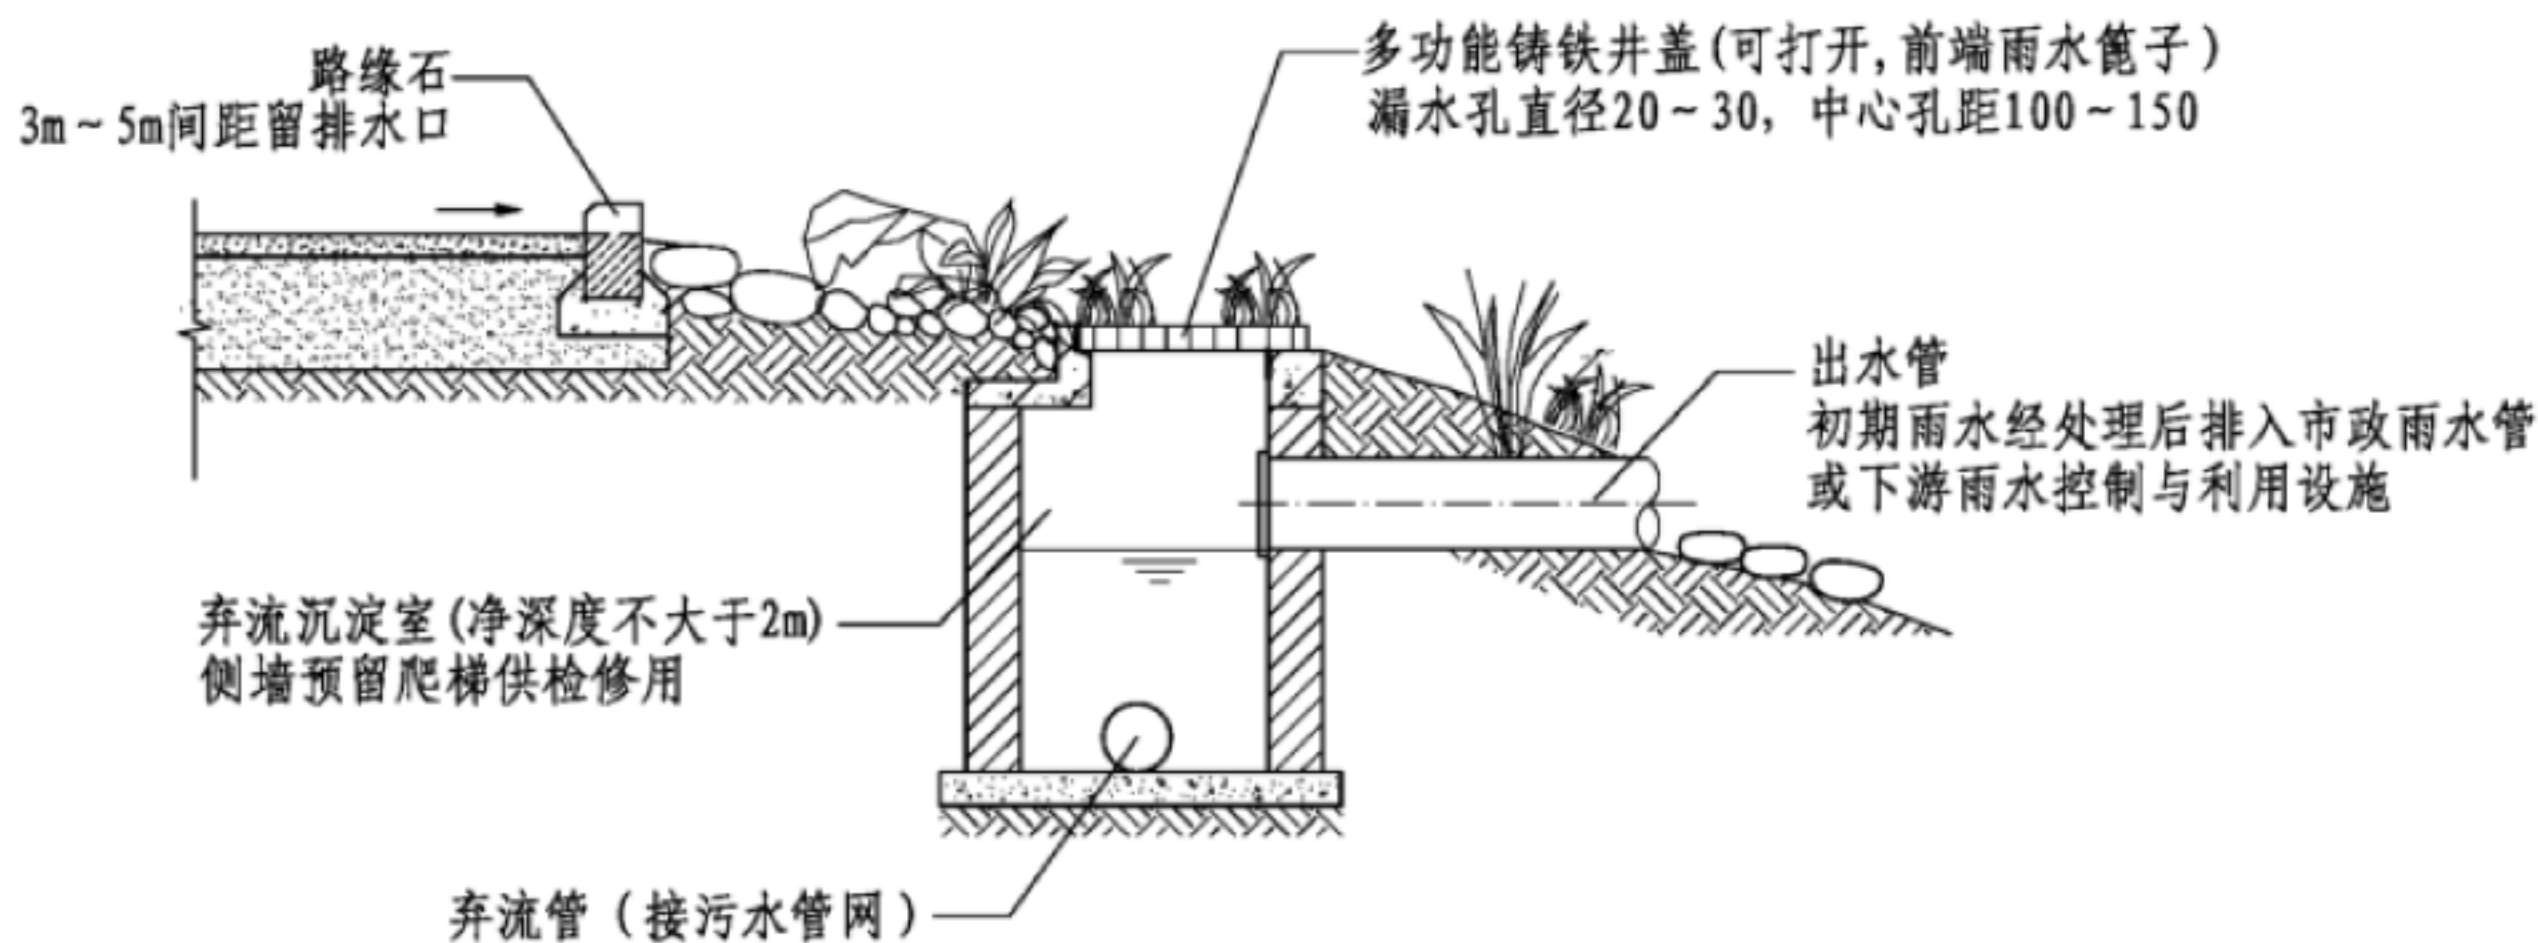 路缘石
3m~5m间距留排水口
多功能铸铁井盖(可打开,前端雨水篦子)
漏水孔直径20~30, 中心孔距100~150
出水管
初期雨水经处理后排入市政雨水管
或下游雨水控制与利用设施
弃流沉淀室(净深度不大于2m)
侧墙预留爬梯供检修用
弃流管（接污水管网）